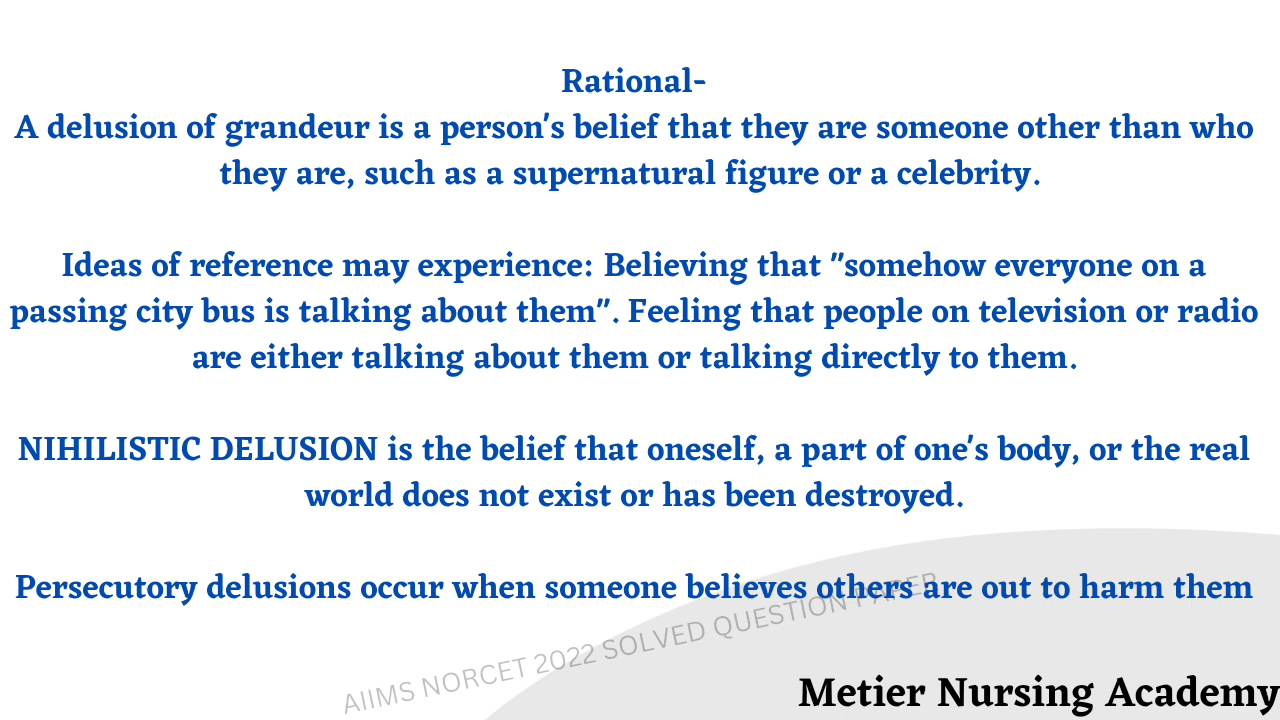 Rational-
A delusion of grandeur is a person's belief that they are someone other than who
they are, such as a supernatural figure or a celebrity.
Ideas of reference may experience: Believing that "somehow everyone on a
passing city bus is talking about them". Feeling that people on television or radio
are either talking about them or talking directly to them.
NIHILISTIC DELUSION is the belief that oneself, a part of one's body, or the real
world does not exist or has been destroyed.
Persecutory delusions occur when someone believes others are out to harm them
AIIMS NORCET 2022 SOLVED QUESTION PAPER
Metier Nursing Academy